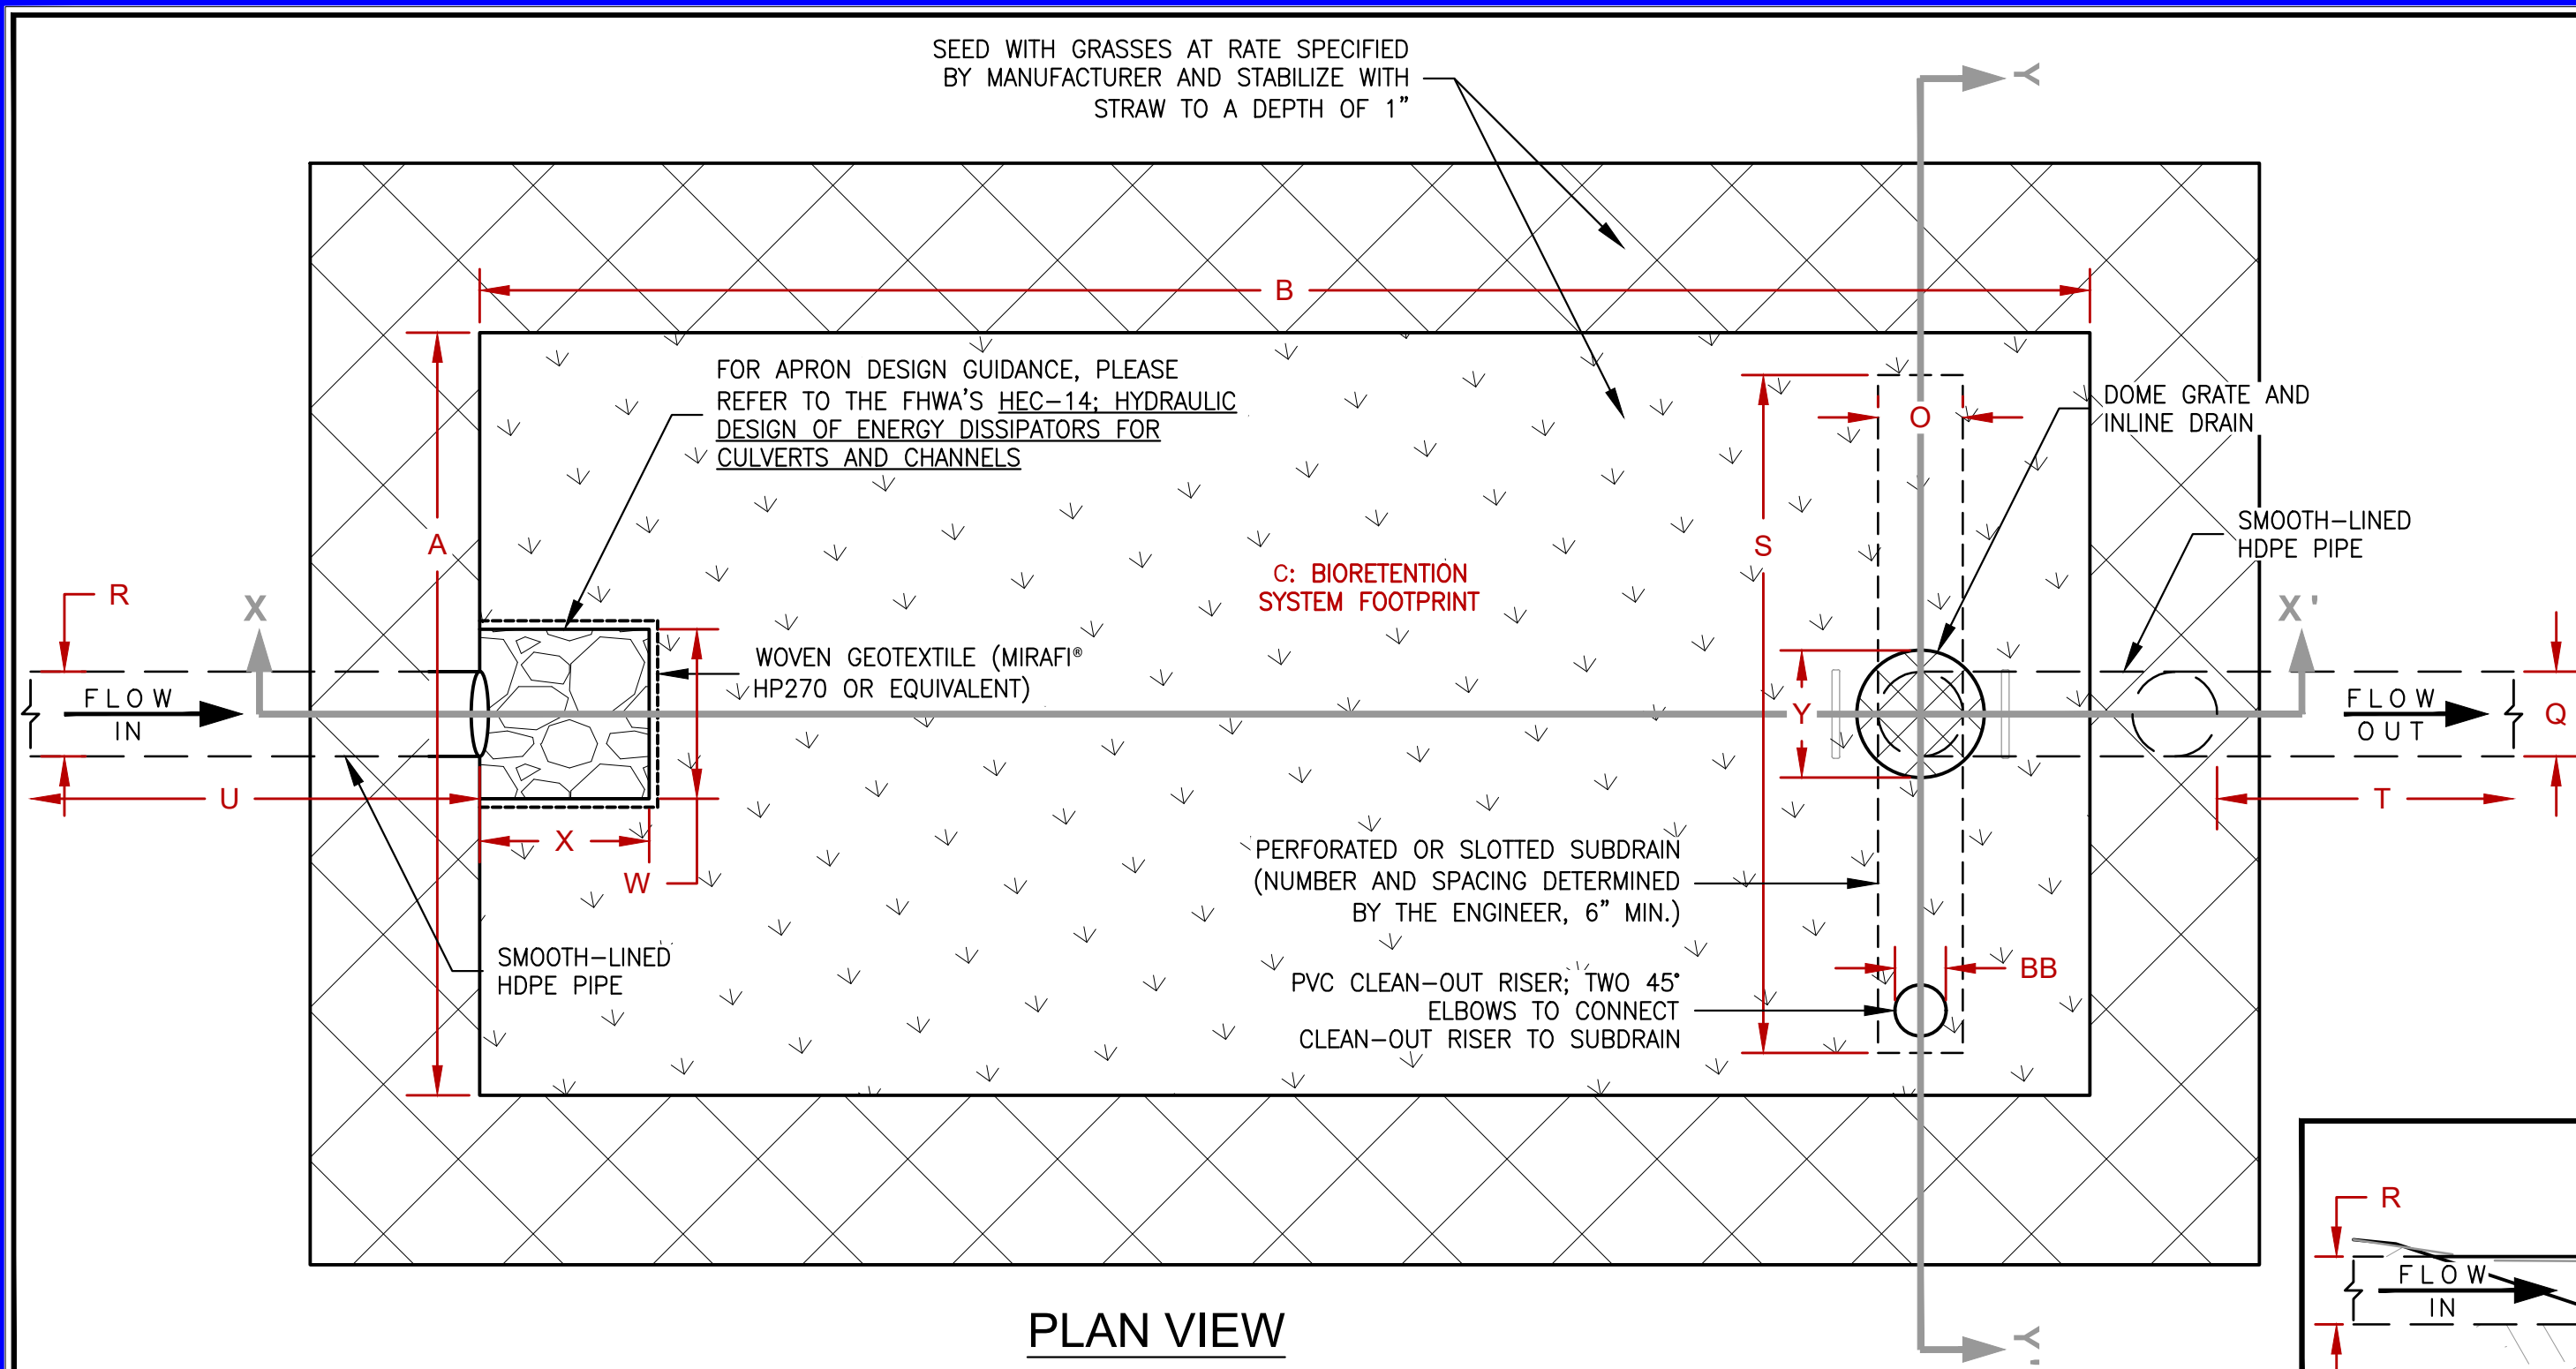 SEED WITH GRASSES AT RATE SPECIFIED
BY MANUFACTURER AND STABILIZE WITH
STRAW TO A DEPTH OF 1”
Y
B
FOR APRON DESIGN GUIDANCE, PLEASE
REFER TO THE FHWA’S HEC–14; HYDRAULIC
DESIGN OF ENERGY DISSIPATORS FOR
CULVERTS AND CHANNELS
DOME GRATE AND
INLINE DRAIN
O
A
S
SMOOTH–LINED
HDPE PIPE
C: BIORETENTION
SYSTEM FOOTPRINT
R
X
X'
WOVEN GEOTEXTILE (MIRAFI®
HP270 OR EQUIVALENT)
FLOW
IN
Y
FLOW
OUT
Q
U
T
X
W
PERFORATED OR SLOTTED SUBDRAIN
(NUMBER AND SPACING DETERMINED
BY THE ENGINEER, 6” MIN.)
SMOOTH–LINED
HDPE PIPE
BB
PVC CLEAN–OUT RISER; TWO 45°
ELBOWS TO CONNECT
CLEAN–OUT RISER TO SUBDRAIN
R
FLOW
IN
PLAN VIEW
Y'